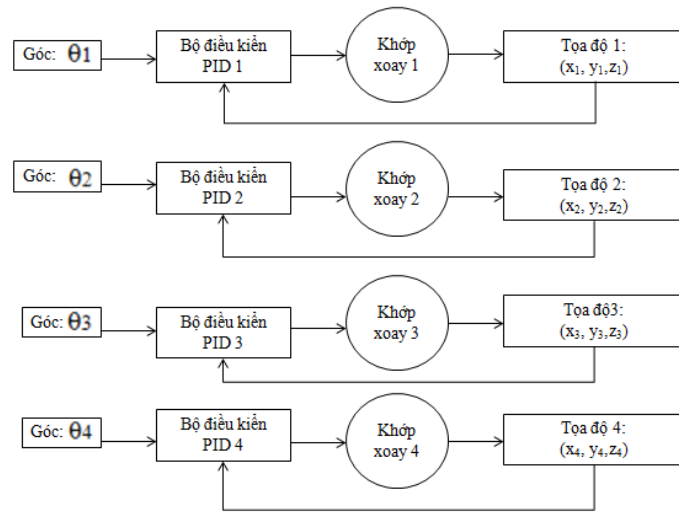 Góc: θ1
Bộ điều kiển
PID 1
Khớp
xoay 1
Tọa độ 1:
(x₁, y₁,z₁)
Góc: θ2
Bộ điều kiển
PID 2
Khớp
xoay 2
Tọa độ 2:
(x₂, y₂,z₂)
Góc: θ3
Bộ điều kiển
PID 3
Khớp
xoay 3
Tọa độ3:
(x₃, y₃,z₃)
Góc: θ4
Bộ điều kiển
PID 4
Khớp
xoay 4
Tọa độ 4:
(x₄, y₄,z₄)